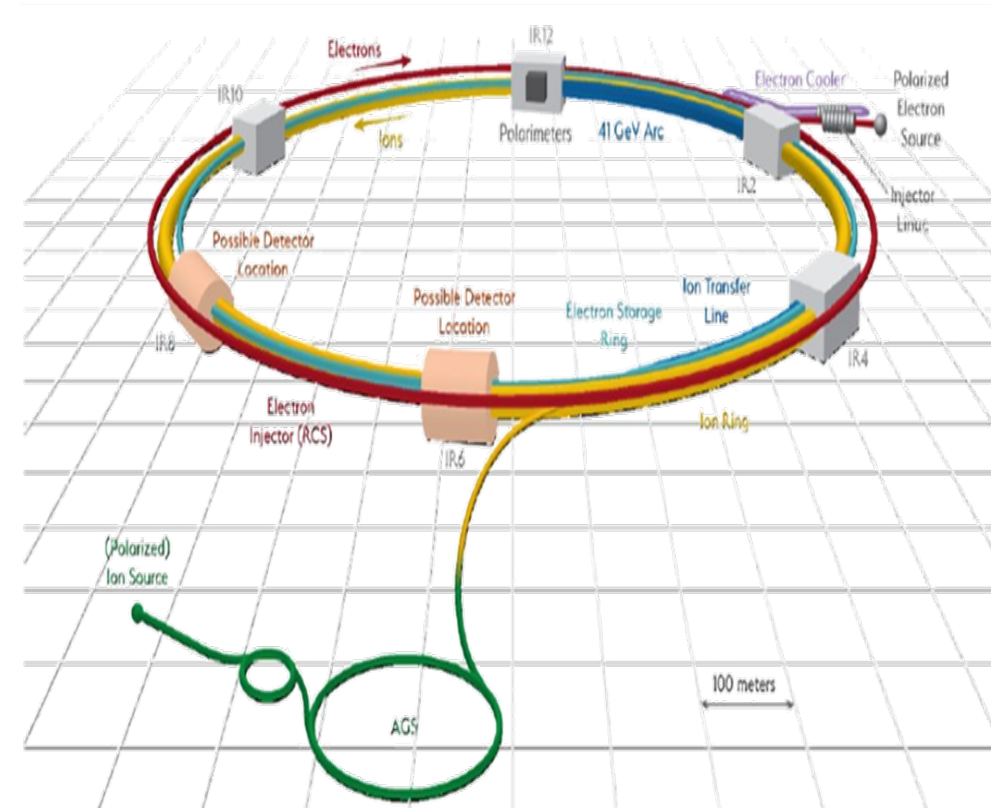 IR12
Electrons
Electron Cooler
Polarized
Electron
Source
IR10
Ions
Polarimeters
41 GeV Arc
IR2
Injector
Linac
Possible Detector
Location
Possible Detector
Location
Ion Transfer
Line
Electron Storage
Ring
IR8
IR4
Electron
Injector (RCS)
Ion Ring
IR6
(Polarized)
Ion Source
100 meters
AGS